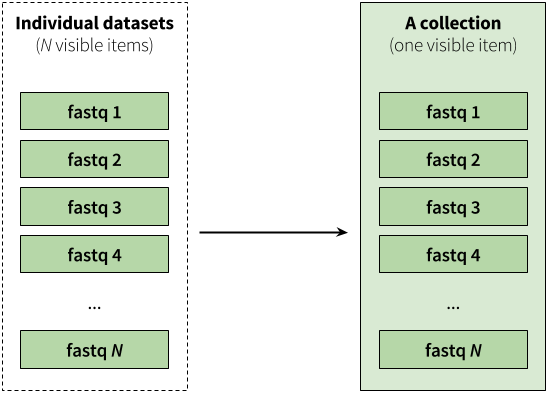 Individual datasets
(N visible items)
fastq 1
fastq 2
fastq 3
fastq 4
...
fastq N
A collection
(one visible item)
fastq 1
fastq 2
fastq 3
fastq 4
...
fastq N